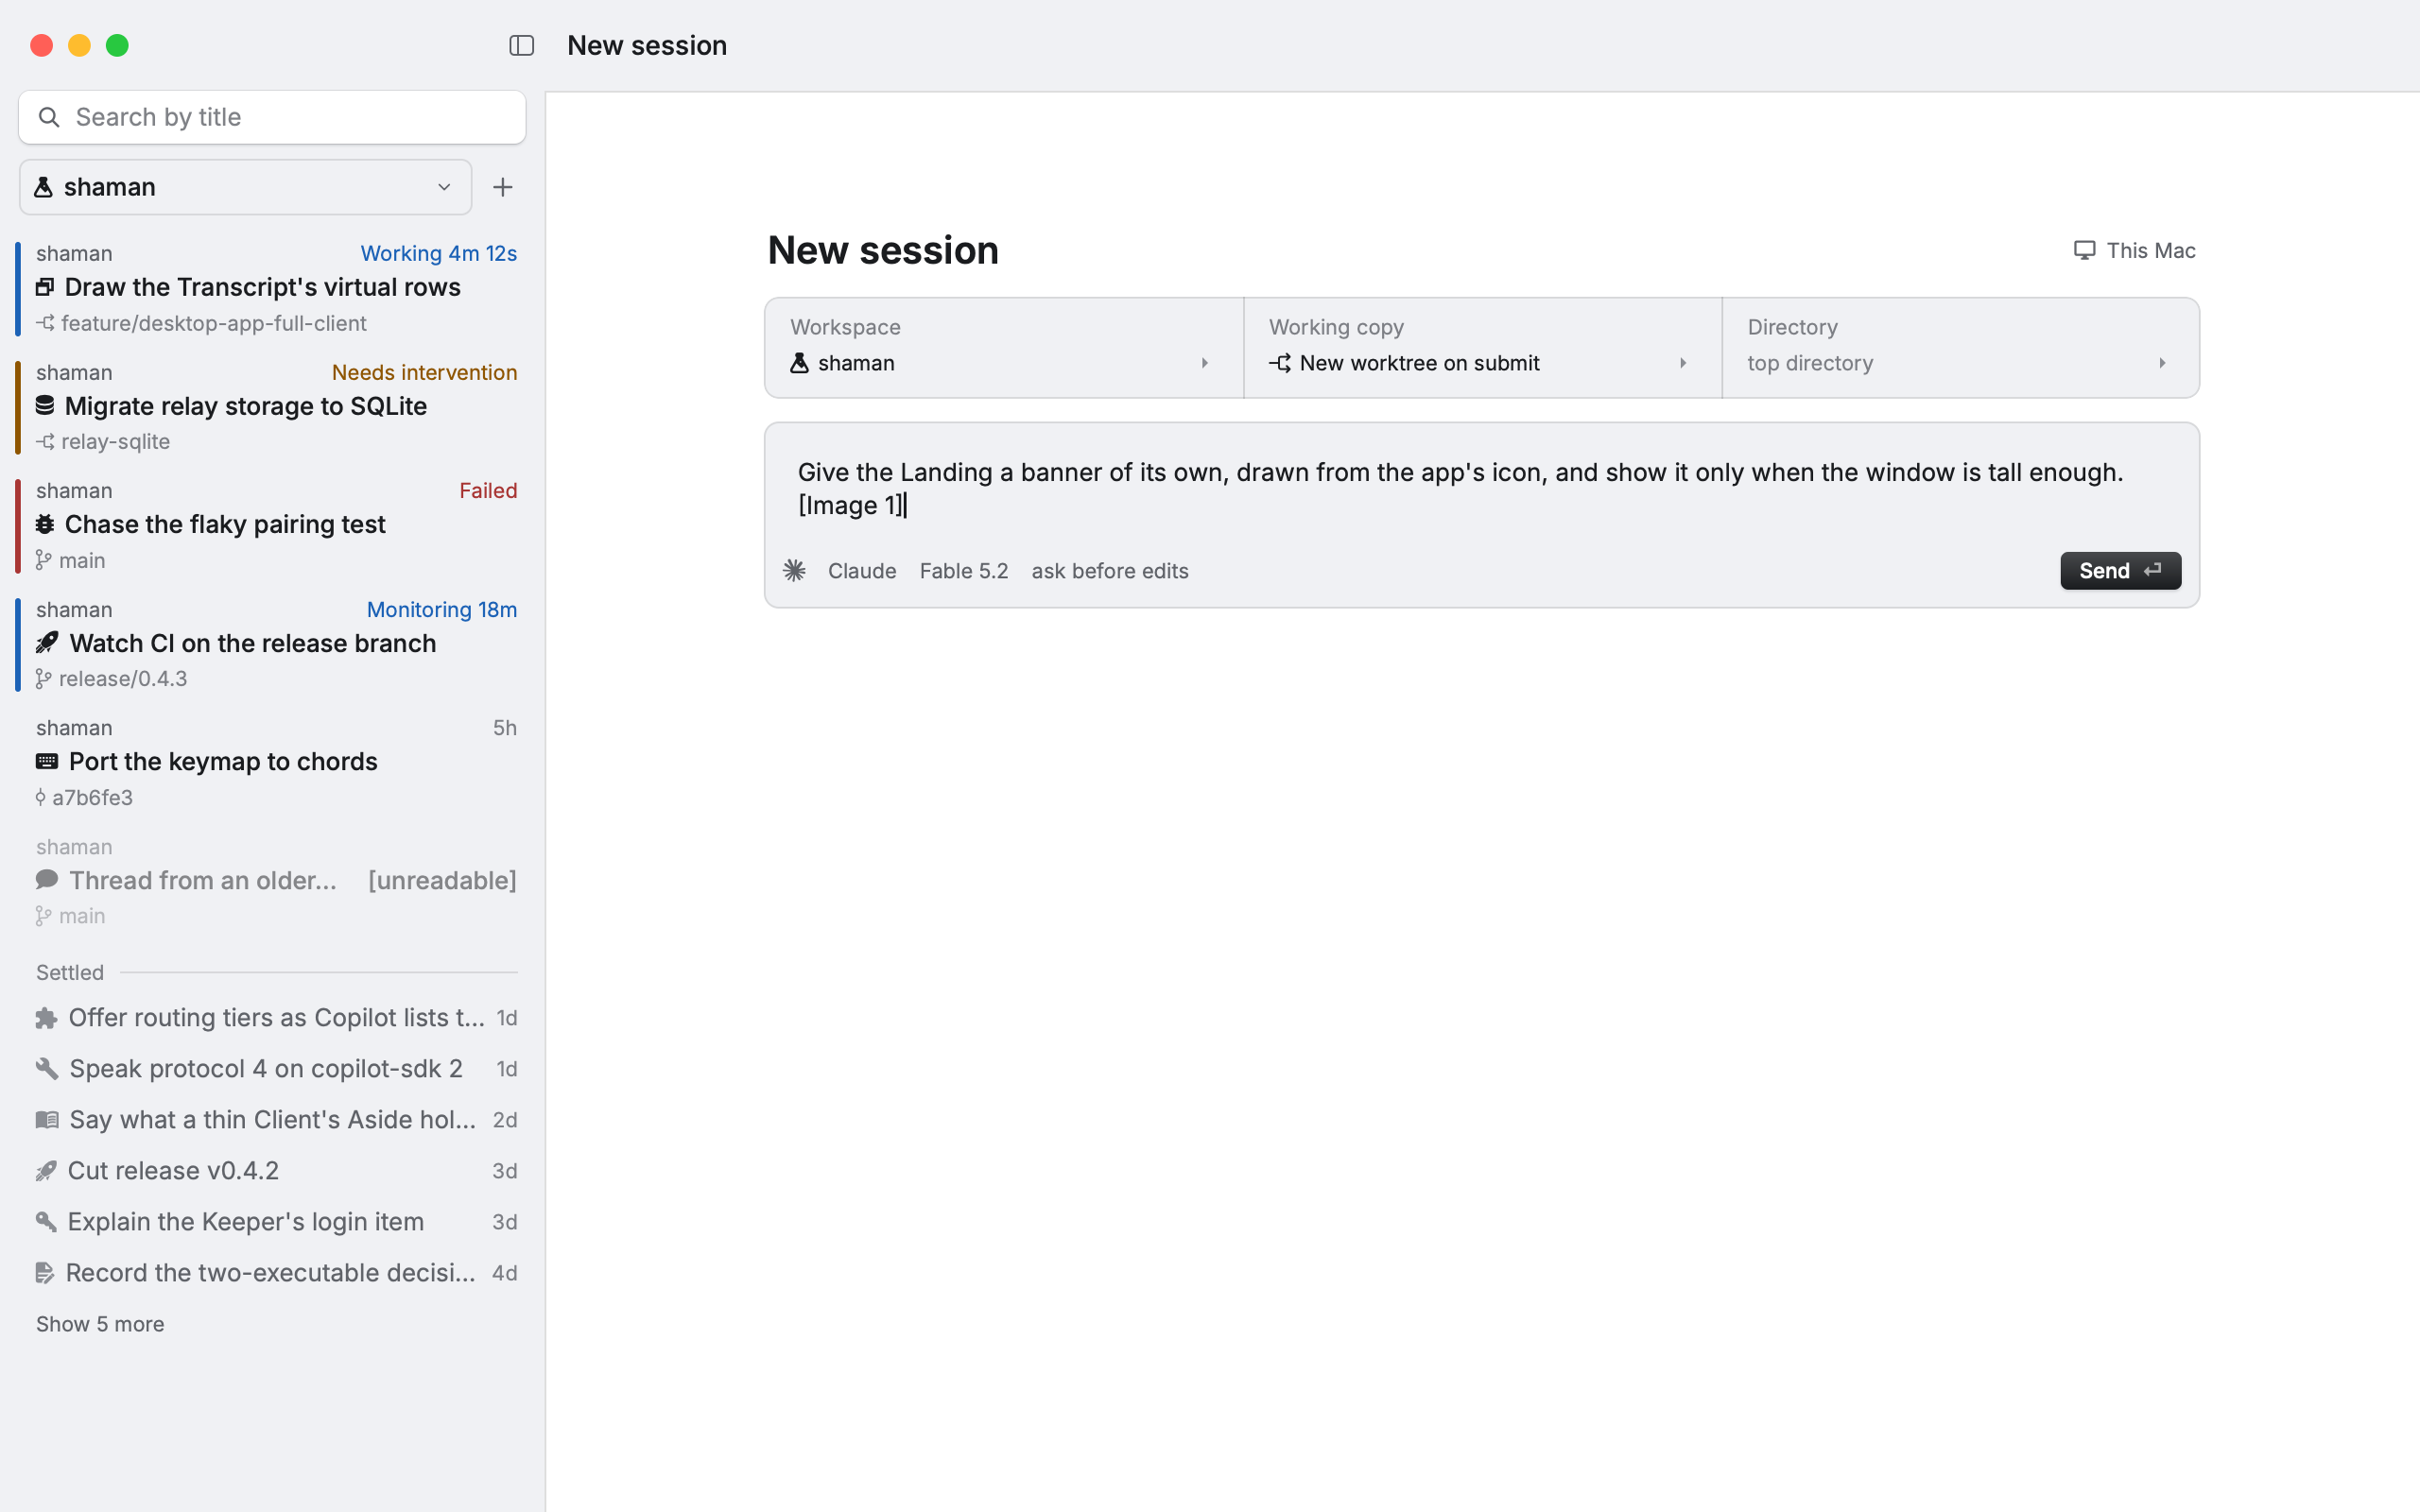 New session
Search by title
shaman
shaman Working 4m 12s
Draw the Transcript's virtual rows
feature/desktop-app-full-client
shaman Needs intervention
Migrate relay storage to SQLite
relay-sqlite
shaman Failed
Chase the flaky pairing test
main
shaman Monitoring 18m
Watch CI on the release branch
release/0.4.3
shaman 5h
Port the keymap to chords
a7b6fe3
shaman
Thread from an older... [unreadable]
main
Settled
Offer routing tiers as Copilot lists t... 1d
Speak protocol 4 on copilot-sdk 2 1d
Say what a thin Client's Aside hol... 2d
Cut release v0.4.2 3d
Explain the Keeper's login item 3d
Record the two-executable decisi... 4d
Show 5 more
New session This Mac
Workspace Working copy Directory
shaman New worktree on submit top directory
Give the Landing a banner of its own, drawn from the app's icon, and show it only when the window is tall enough.
[Image 1]
Claude Fable 5.2 ask before edits Send